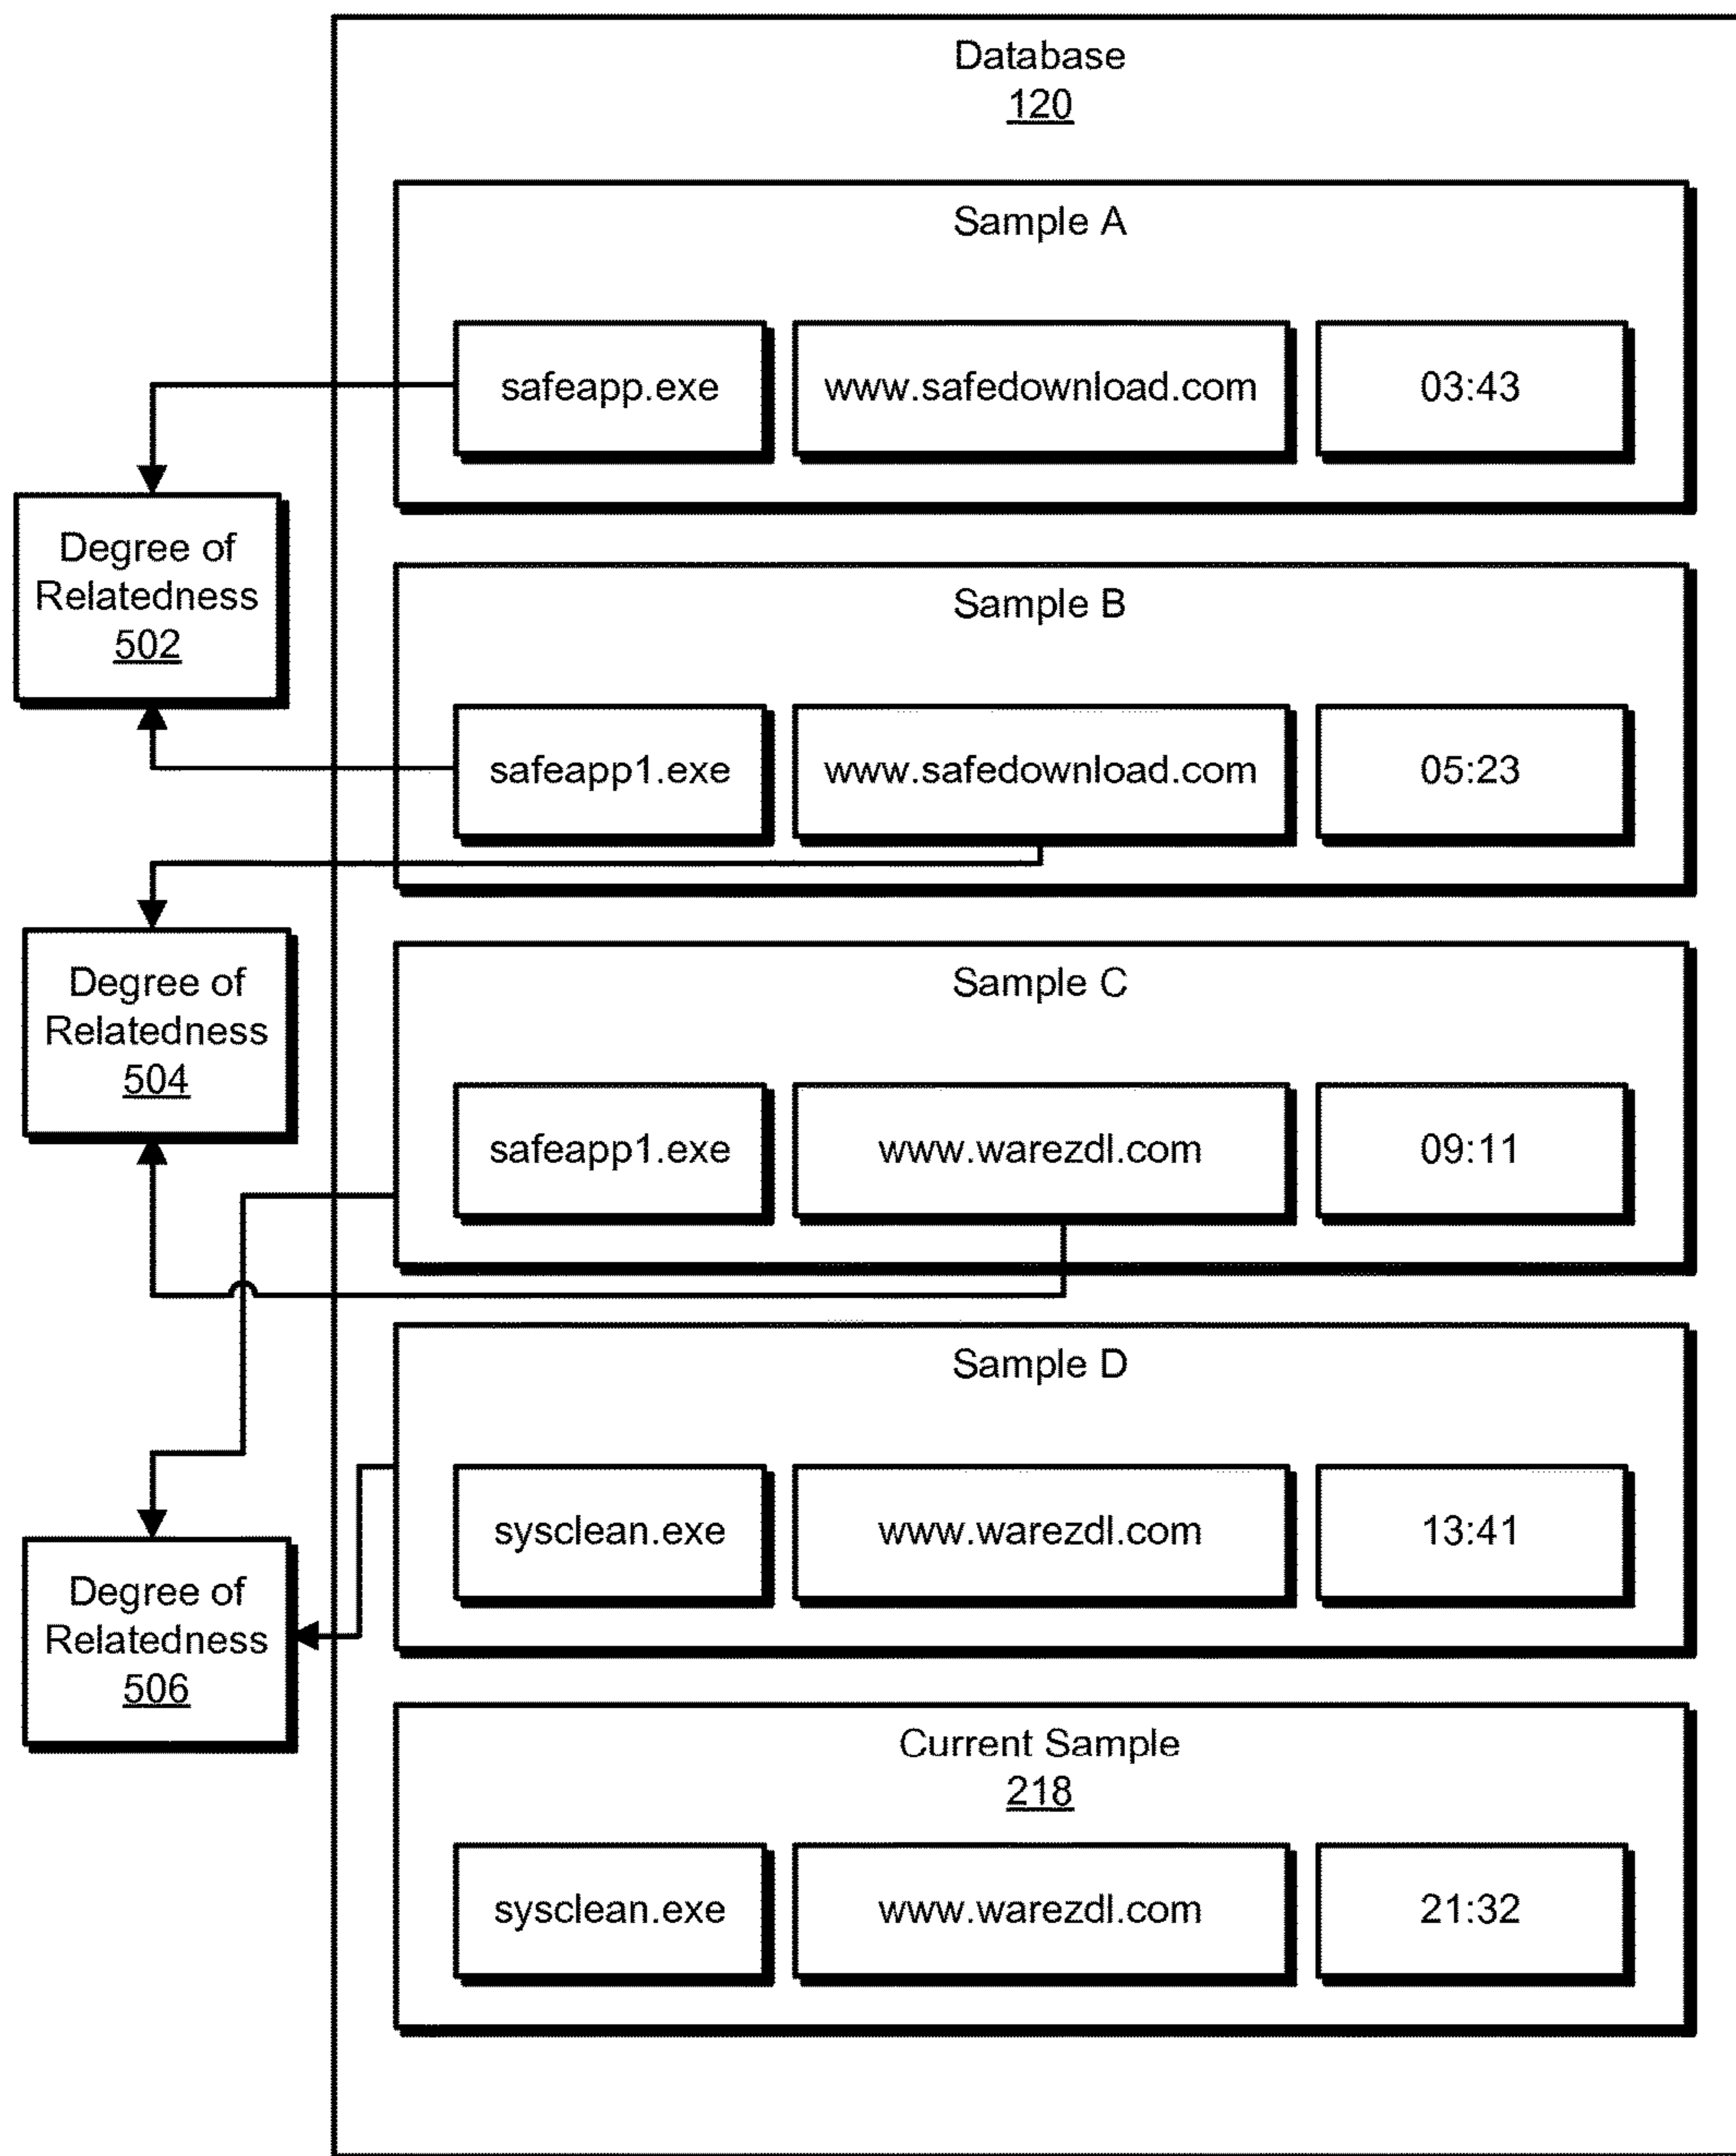 Database
120
Sample A
safeapp.exe
www.safedownload.com
03:43
Degree of
Relatedness
502
Sample B
safeapp1.exe
www.safedownload.com
05:23
Degree of
Relatedness
504
Sample C
safeapp1.exe
www.warezdl.com
09:11
Sample D
sysclean.exe
www.warezdl.com
13:41
Degree of
Relatedness
506
Current Sample
218
sysclean.exe
www.warezdl.com
21:32